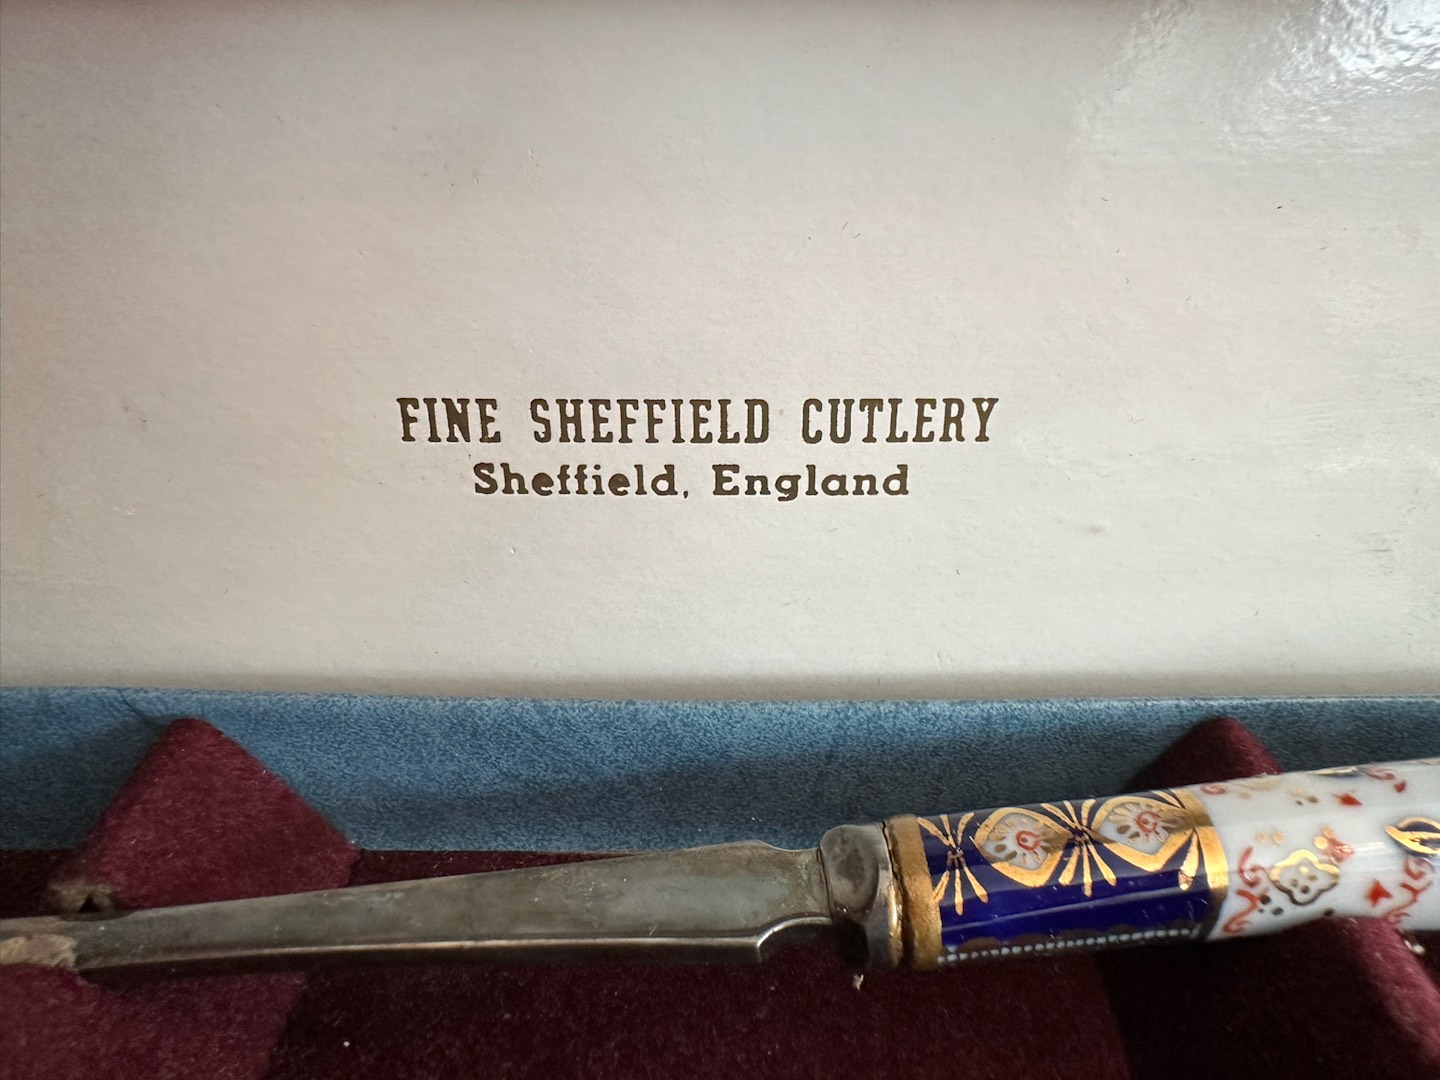 FINE SHEFFIELD CUTLERY
Sheffield, England